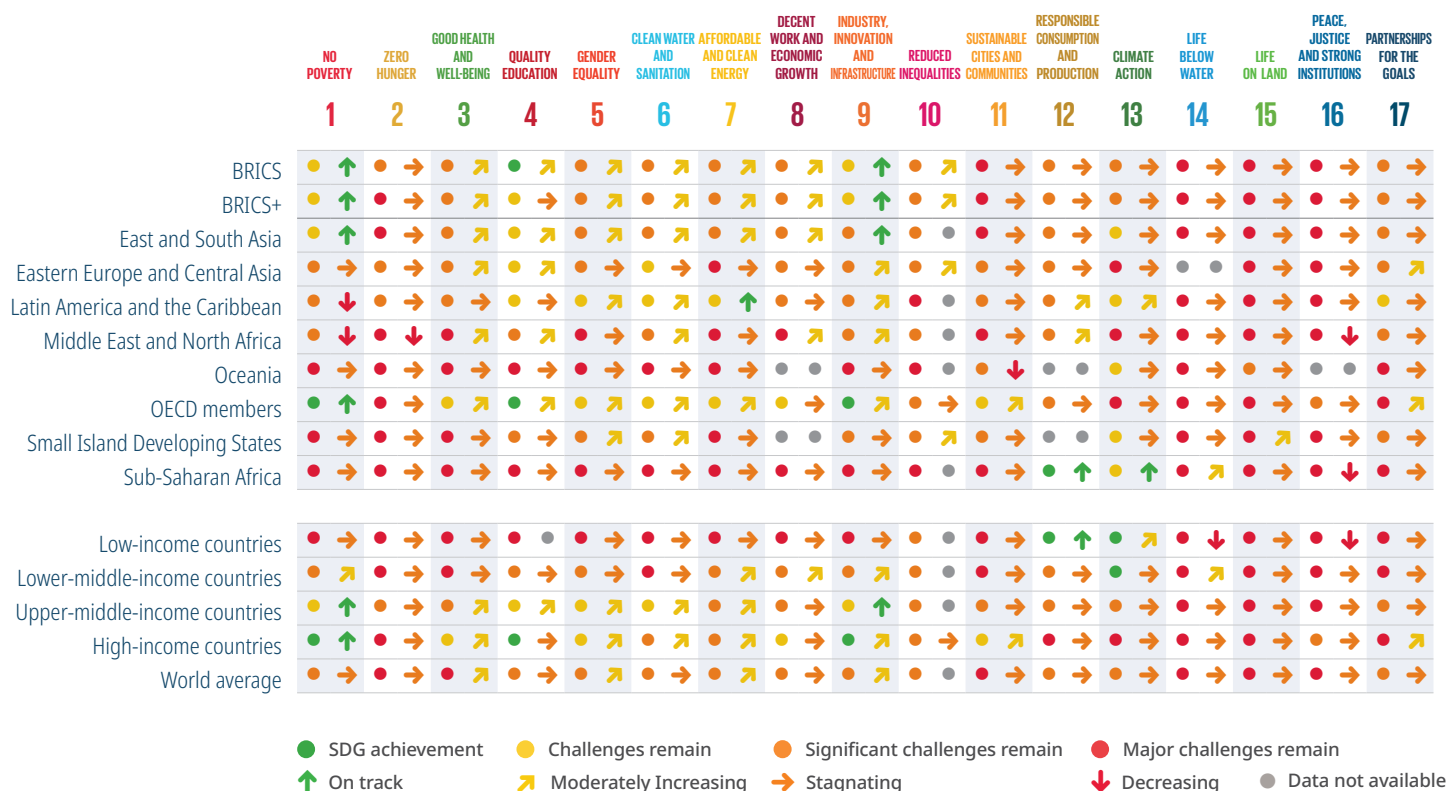 NO
POVERTY
ZERO
HUNGER
GOOD HEALTH
AND
WELL-BEING
QUALITY
EDUCATION
GENDER
EQUALITY
CLEAN WATER
AND
SANITATION
AFFORDABLE
AND CLEAN
ENERGY
DECENT
WORK AND
ECONOMIC
GROWTH
INDUSTRY,
INNOVATION
AND
INFRASTRUCTURE
REDUCED
INEQUALITIES
SUSTAINABLE
CITIES AND
COMMUNITIES
RESPONSIBLE
CONSUMPTION
AND
PRODUCTION
CLIMATE
ACTION
LIFE
BELOW
WATER
LIFE
ON LAND
PEACE,
JUSTICE
AND STRONG
INSTITUTIONS
PARTNERSHIPS
FOR THE
GOALS
1 2 3 4 5 6 7 8 9 10 11 12 13 14 15 16 17
BRICS
BRICS+
East and South Asia
Eastern Europe and Central Asia
Latin America and the Caribbean
Middle East and North Africa
Oceania
OECD members
Small Island Developing States
Sub-Saharan Africa
Low-income countries
Lower-middle-income countries
Upper-middle-income countries
High-income countries
World average
SDG achievement Challenges remain Significant challenges remain Major challenges remain
On track Moderately Increasing Stagnating Decreasing Data not available